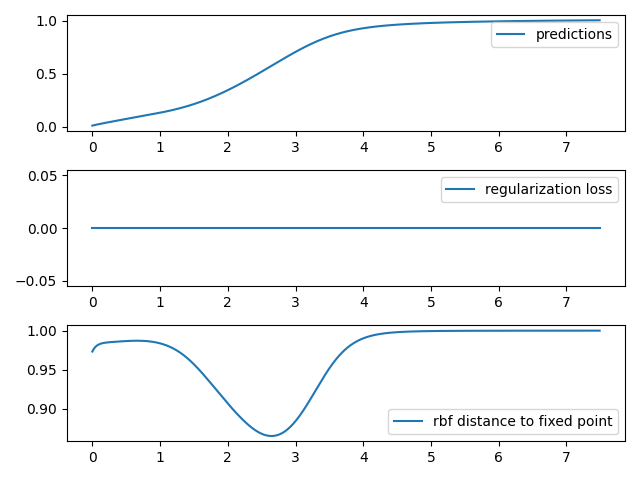 1.0
predictions
0.5
0.0
0 1 2 3 4 5 6 7
0.05
regularization loss
0.00
−0.05
0 1 2 3 4 5 6 7
1.00
0.95
0.90
rbf distance to fixed point
0 1 2 3 4 5 6 7